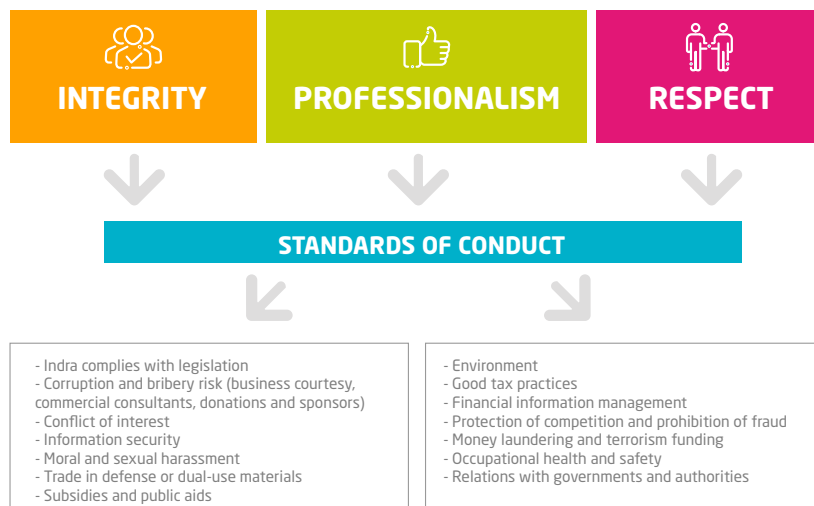 INTEGRITY
PROFESSIONALISM
RESPECT
STANDARDS OF CONDUCT
- Indra complies with legislation
- Corruption and bribery risk (business courtesy,
commercial consultants, donations and sponsors)
- Conflict of interest
- Information security
- Moral and sexual harassment
- Trade in defense or dual-use materials
- Subsidies and public aids
- Environment
- Good tax practices
- Financial information management
- Protection of competition and prohibition of fraud
- Money laundering and terrorism funding
- Occupational health and safety
- Relations with governments and authorities